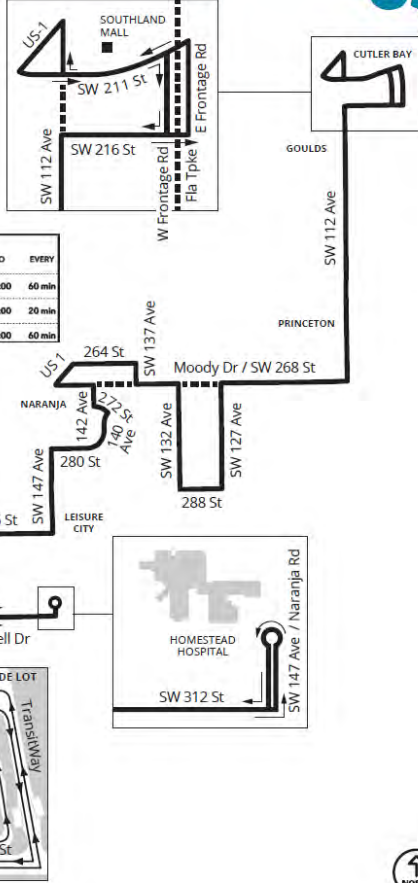 SOUTHLAND
MALL
US-1
SW 211 St
SW 216 St
SW 112 Ave
W Frontage Rd
Fla Tpke
E Frontage Rd
CUTLER BAY
GOULDS
SW 112 Ave
EVERY
60 min
20 min
60 min
PRINCETON
SW 137 Ave
264 St
US 1
Moody Dr / SW 268 St
NARANJA
142 Ave
272 St
140
Ave
SW 132 Ave
SW 127 Ave
280 St
SW 147 Ave
288 St
LEISURE
CITY
St
Dr
HOMESTEAD
HOSPITAL
SW 147 Ave / Naranja Rd
SW 312 St
LOT
TransitWay
St